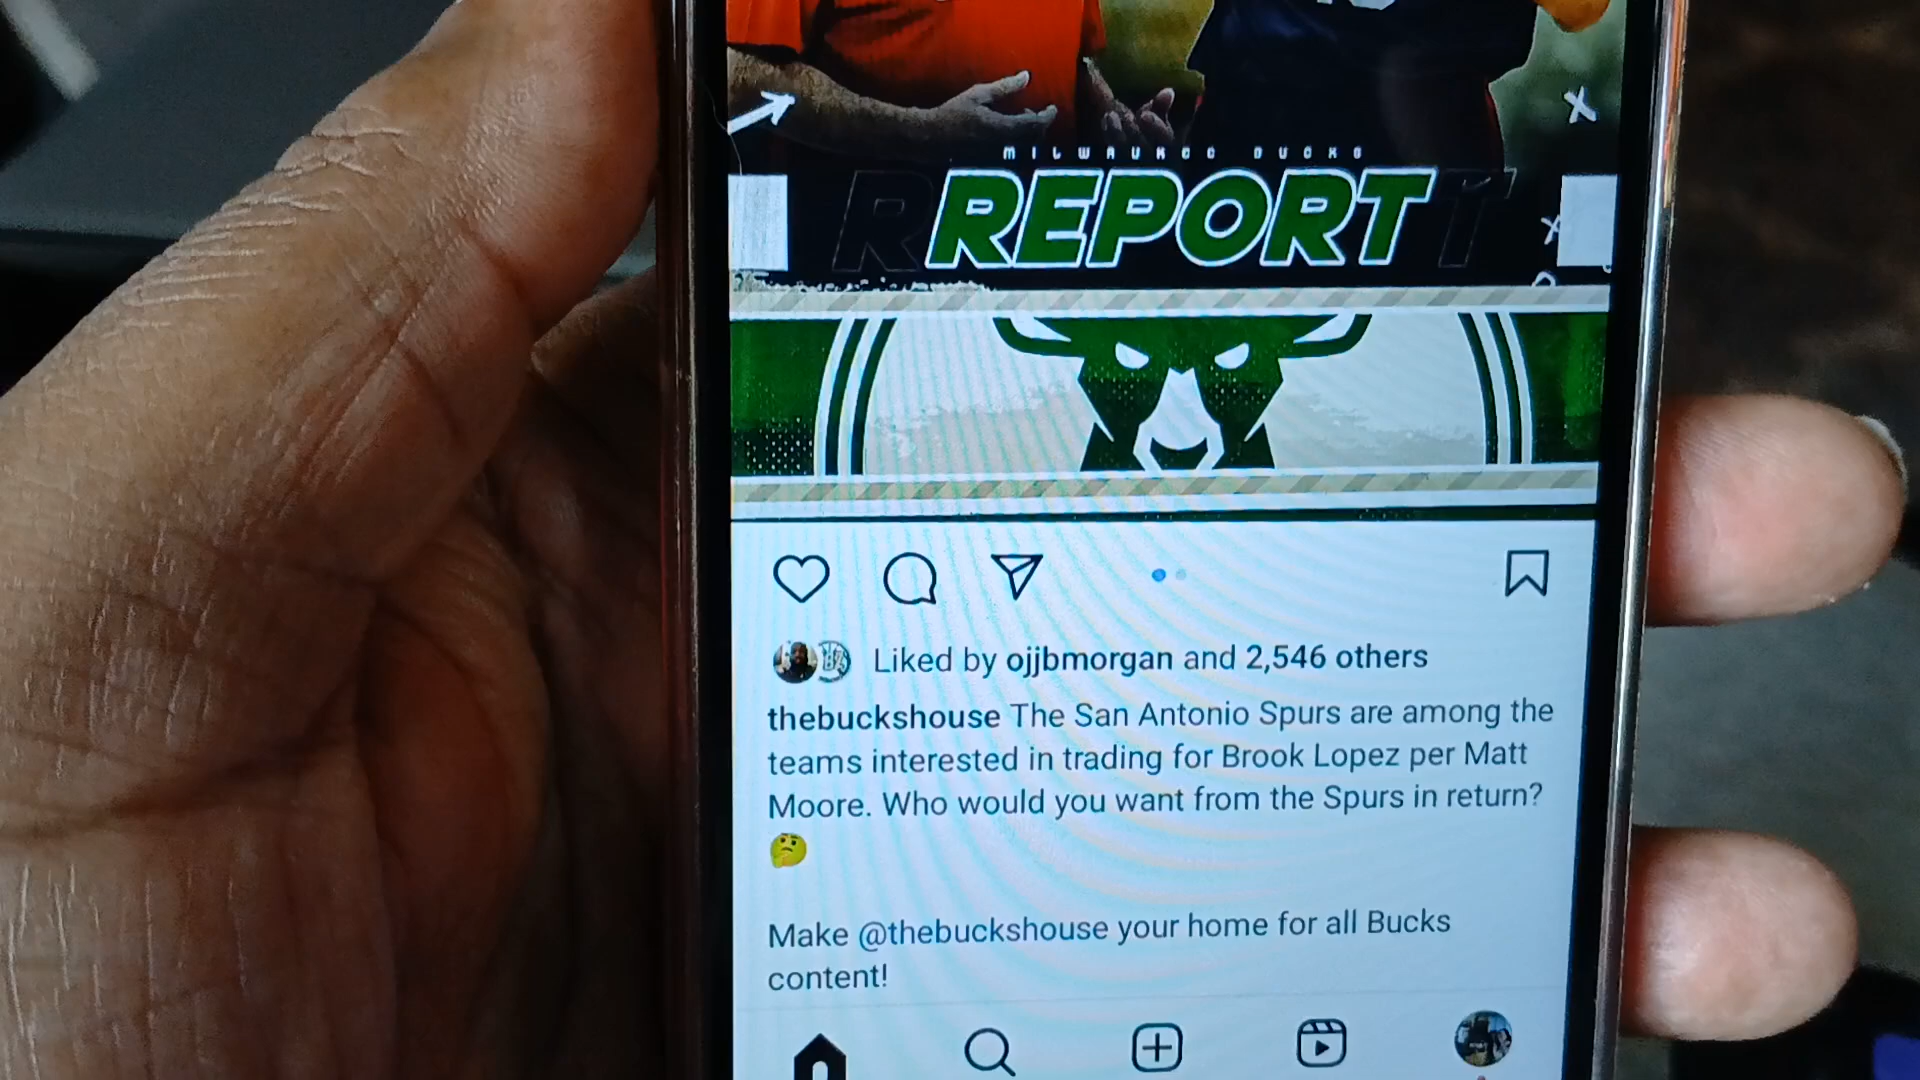 MILWAUKEE BUCKS
REPORT
Liked by ojjbmorgan and 2,546 others
thebuckshouse The San Antonio Spurs are among the
teams interested in trading for Brook Lopez per Matt
Moore. Who would you want from the Spurs in return?
🤔
Make @thebuckshouse your home for all Bucks
content!